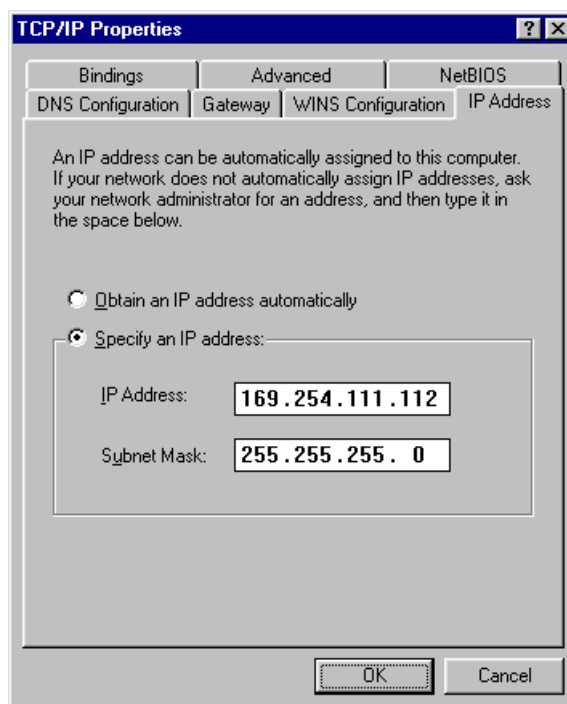 TCP/IP Properties
Bindings Advanced NetBIOS
DNS Configuration Gateway WINS Configuration IP Address
An IP address can be automatically assigned to this computer.
If your network does not automatically assign IP addresses, ask
your network administrator for an address, and then type it in
the space below.
Obtain an IP address automatically
Specify an IP address:
IP Address: 169.254.111.112
Subnet Mask: 255.255.255. 0
OK Cancel